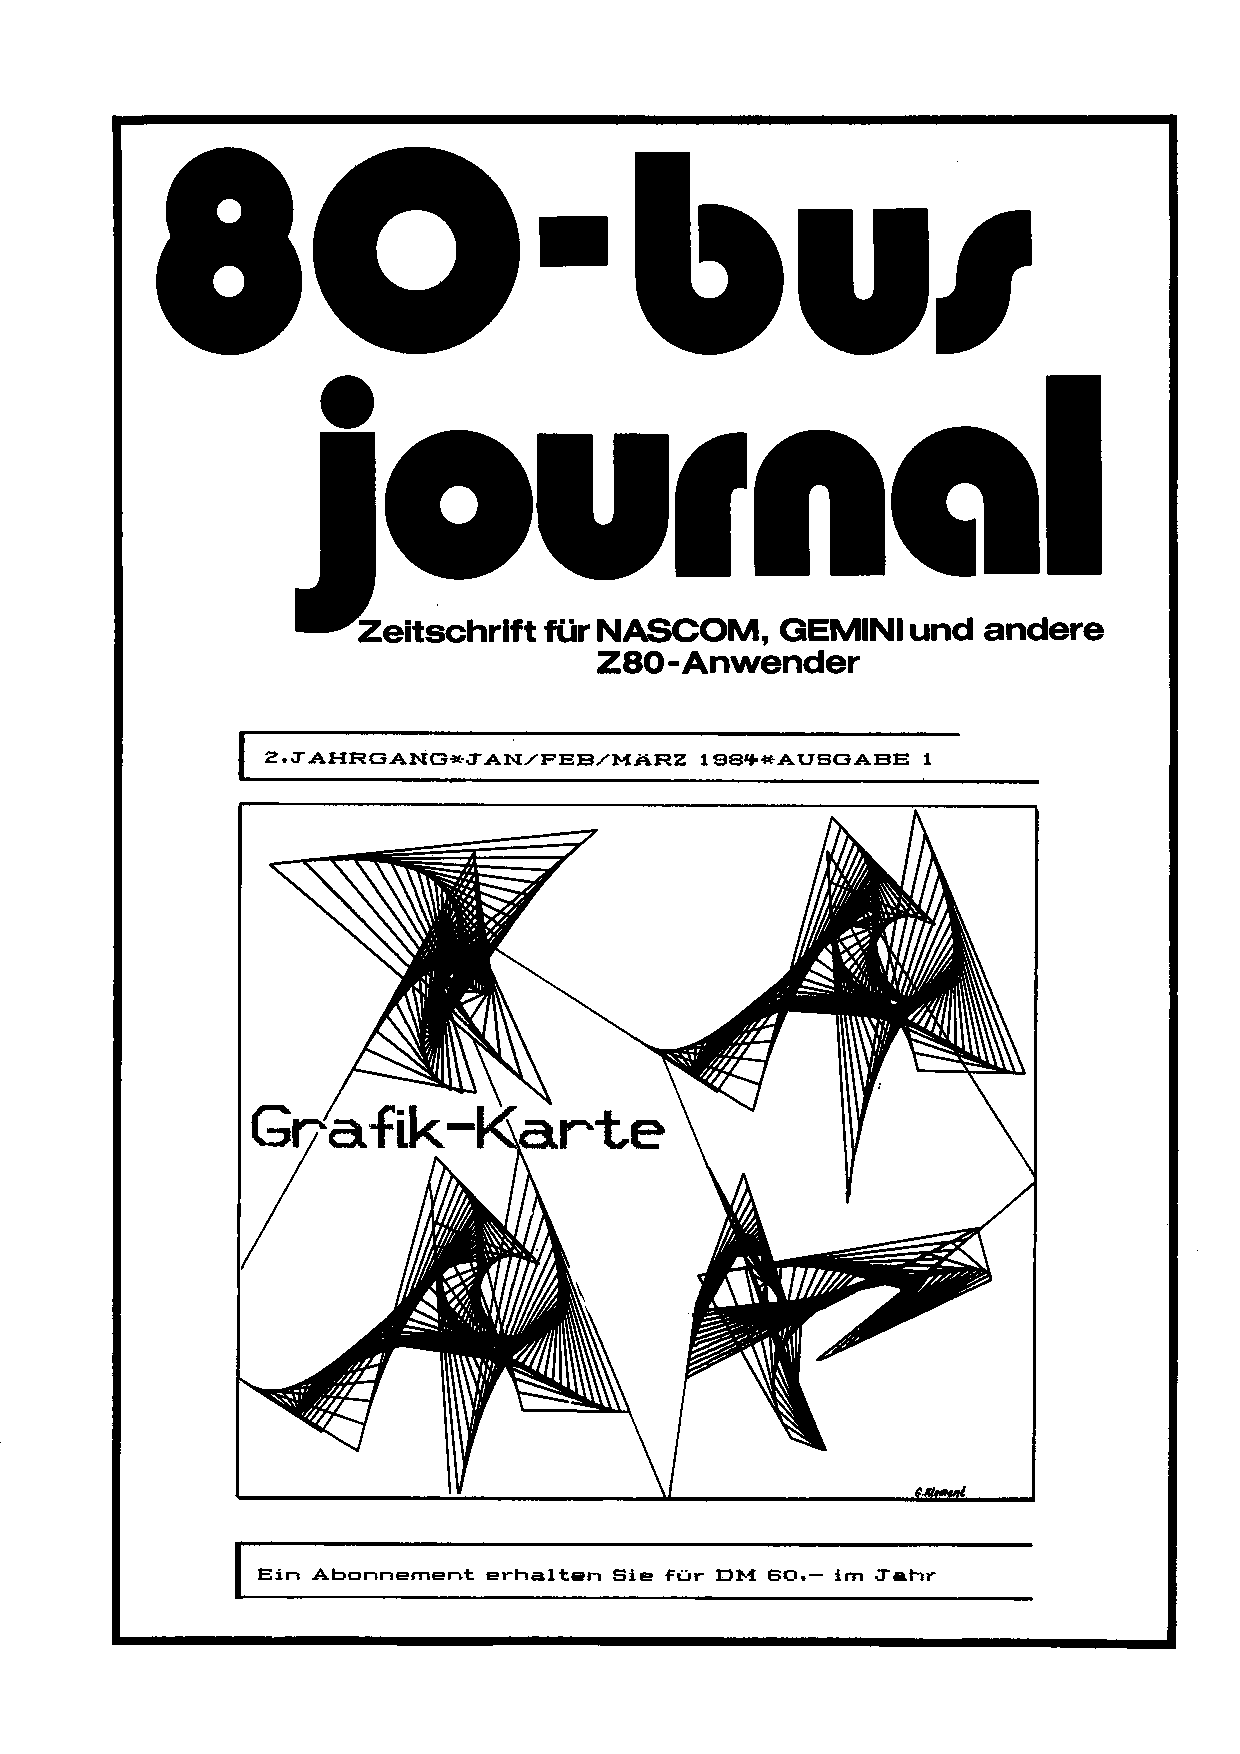 80-bus
journal
Zeitschrift für NASCOM, GEMINI und andere
Z80-Anwender
2.JAHRGANG*JAN/FEB/MÄRZ 1984*AUSGABE 1
Grafik-Karte
G.Klement
Ein Abonnement erhalten Sie für DM 60.- im Jahr